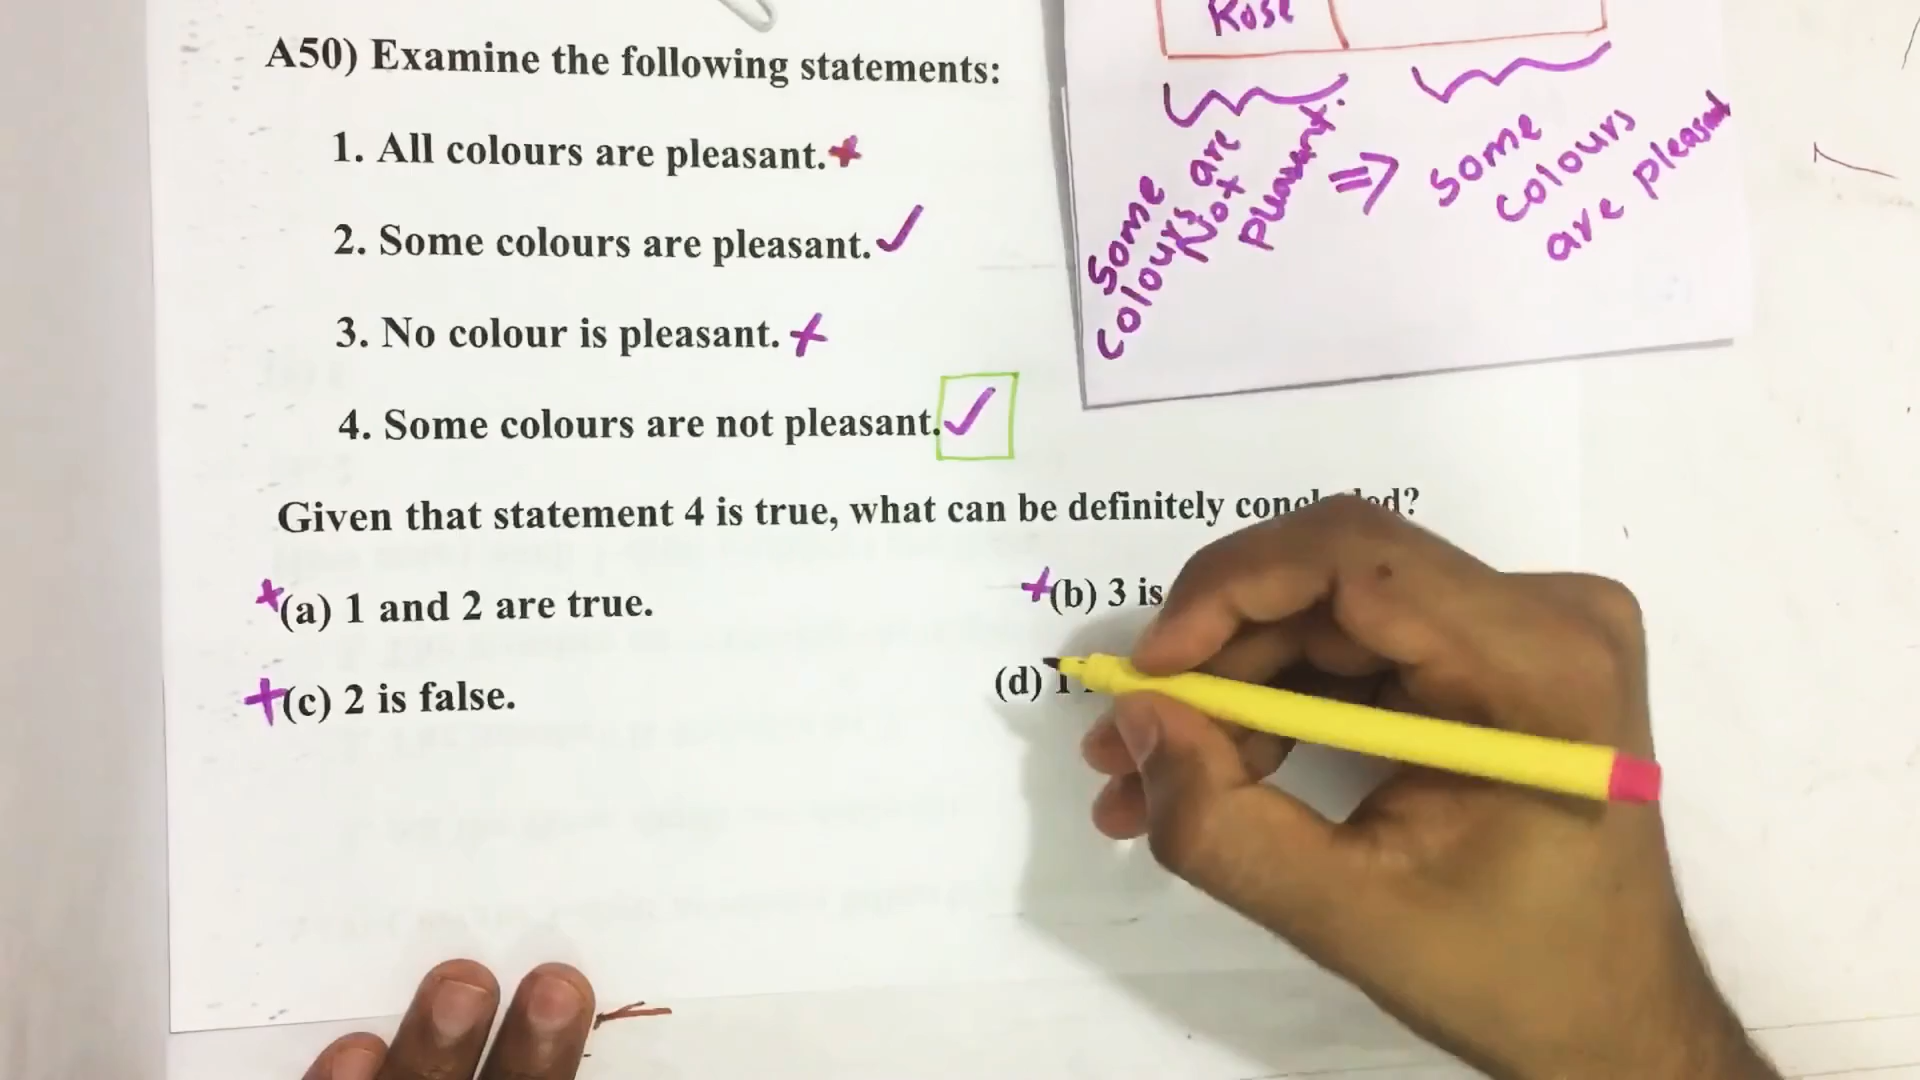 A50) Examine the following statements:
1. All colours are pleasant.
2. Some colours are pleasant.
3. No colour is pleasant.
4. Some colours are not pleasant.
Given that statement 4 is true, what can be definitely
(a) 1 and 2 are true.
(b) 3 is
(c) 2 is false.
(d) 1
Rose
Some
colours are
Not
pleasant.
⇒
Some
colours
are pleasant